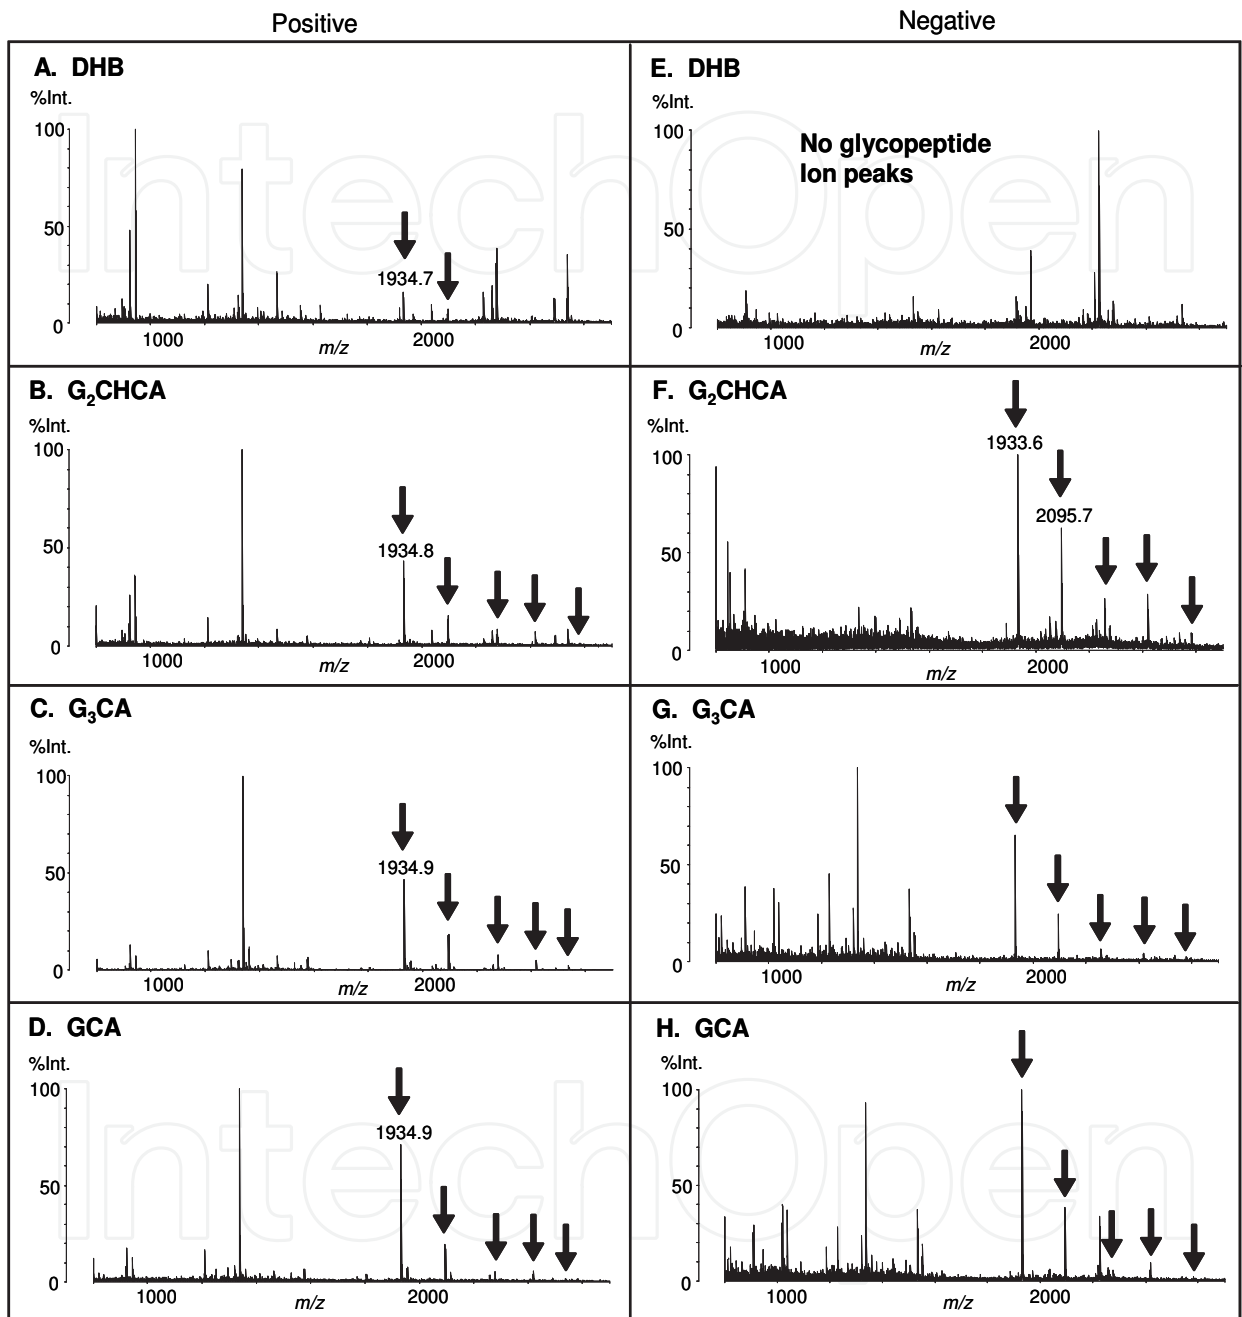 Positive
Negative
A. DHB
%Int.
100
50
0
1934.7
1000
m/z
2000
E. DHB
%Int.
100
50
0
No glycopeptide
Ion peaks
1000
m/z
2000
B. G2CHCA
%Int.
100
50
0
1934.8
1000
m/z
2000
F. G2CHCA
%Int.
100
50
0
1933.6
2095.7
1000
m/z
2000
C. G3CA
%Int.
100
50
0
1934.9
1000
m/z
2000
G. G3CA
%Int.
100
50
0
1000
m/z
2000
D. GCA
%Int.
100
50
0
1934.9
1000
m/z
2000
H. GCA
%Int.
100
50
0
1000
m/z
2000
IntechOpen
IntechOpen